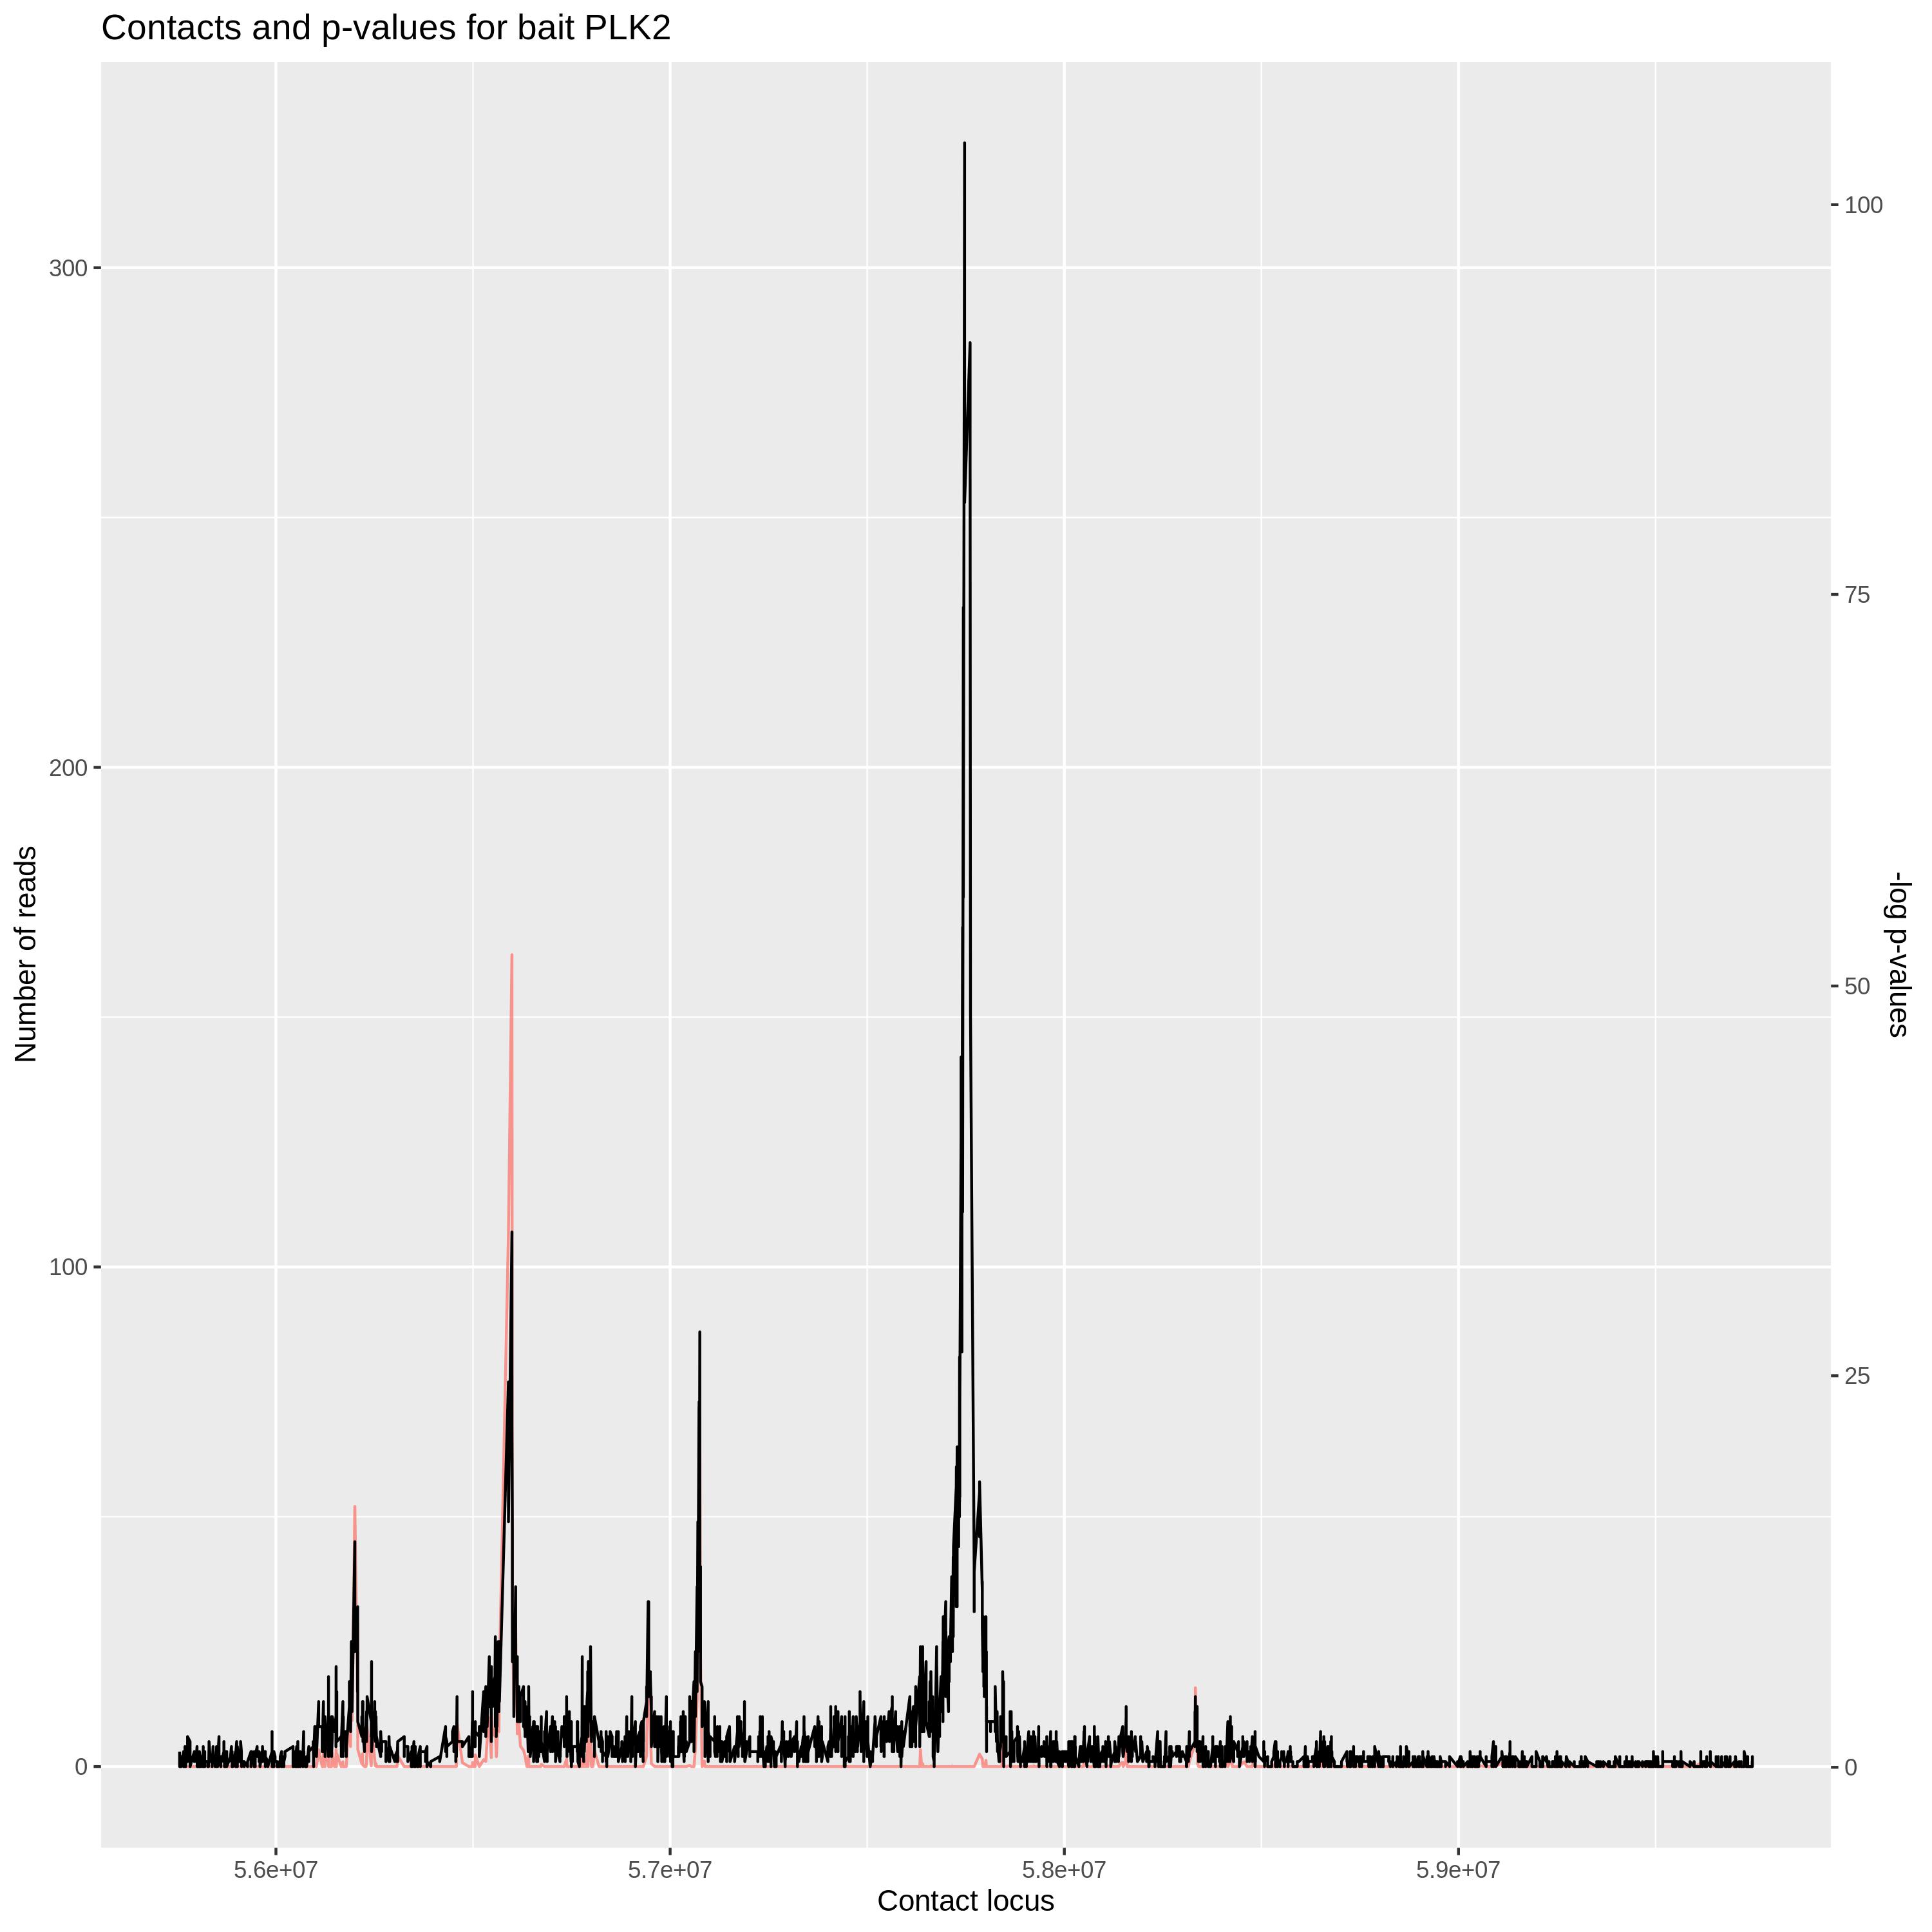 Contacts and p-values for bait PLK2
300
200
100
0
Number of reads
100
75
50
25
0
-log p-values
5.6e+07
5.7e+07
5.8e+07
5.9e+07
Contact locus